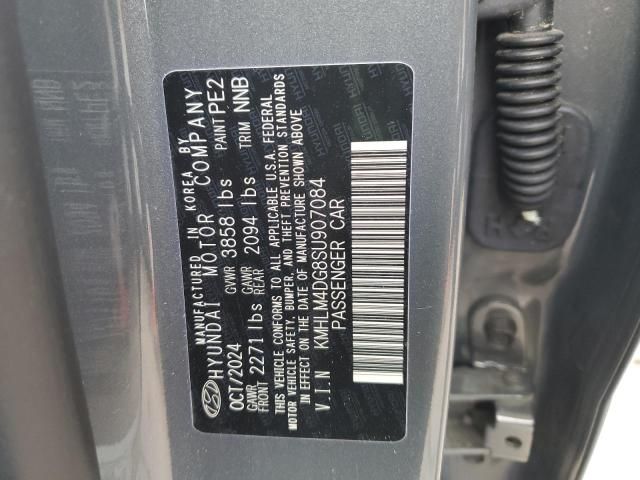 MANUFACTURED IN KOREA BY
HYUNDAI MOTOR COMPANY
OCT/2024 GVWR 3858 lbs PAINT PE2
GAWR FRONT 2271 lbs GAWR REAR 2094 lbs TRIM NNB
THIS VEHICLE CONFORMS TO ALL APPLICABLE U.S.A. FEDERAL
MOTOR VEHICLE SAFETY, BUMPER, AND THEFT PREVENTION STANDARDS
IN EFFECT ON THE DATE OF MANUFACTURE SHOWN ABOVE
V.I.N KMHLM4DG8SU907084
PASSENGER CAR